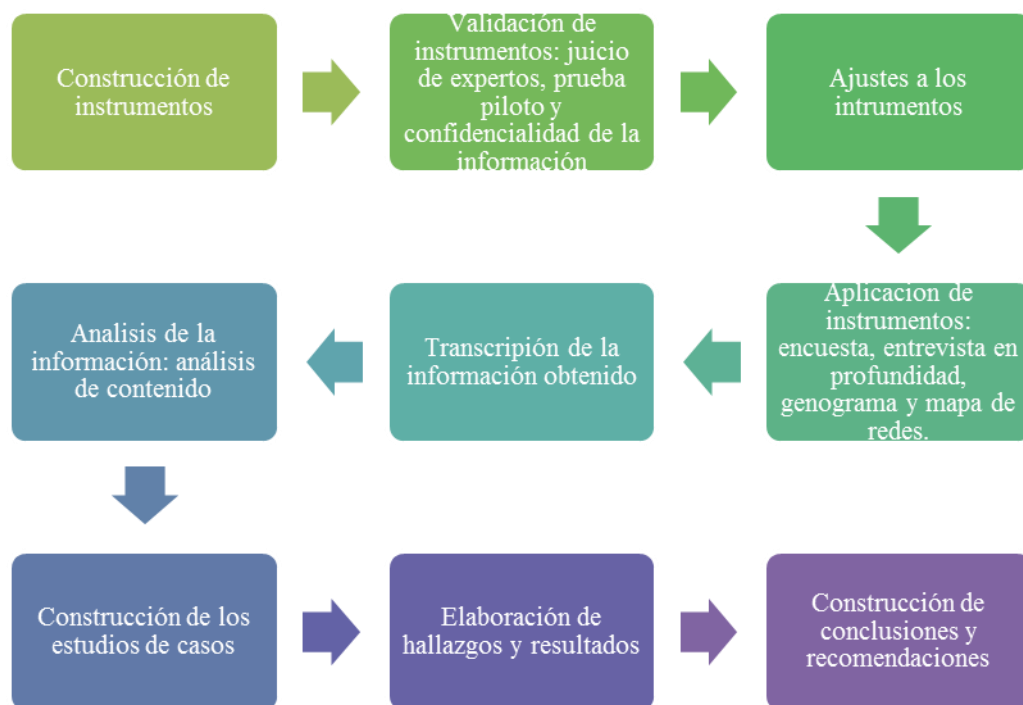 Construcción de
instrumentos
Validación de
instrumentos: juicio
de expertos, prueba
piloto y
confidencialidad de la
información
Ajustes a los
intrumentos
Aplicacion de
instrumentos:
encuesta, entrevista en
profundidad,
genograma y mapa de
redes.
Transcripión de la
información obtenido
Analisis de la
información: análisis
de contenido
Construcción de los
estudios de casos
Elaboración de
hallazgos y resultados
Construcción de
conclusiones y
recomendaciones